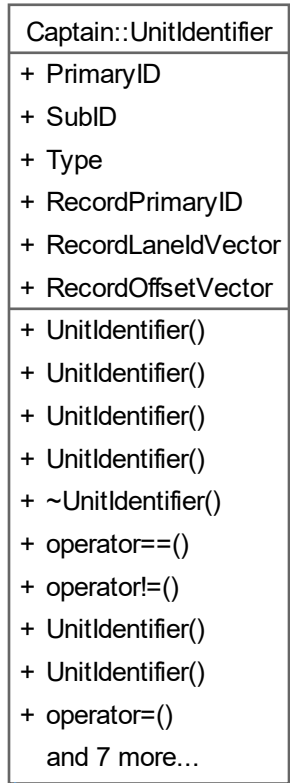 Captain::UnitIdentifier
+ PrimaryID
+ SubID
+ Type
+ RecordPrimaryID
+ RecordLaneIdVector
+ RecordOffsetVector
+ UnitIdentifier()
+ UnitIdentifier()
+ UnitIdentifier()
+ UnitIdentifier()
+ ~UnitIdentifier()
+ operator==()
+ operator!=()
+ UnitIdentifier()
+ UnitIdentifier()
+ operator=()
and 7 more...